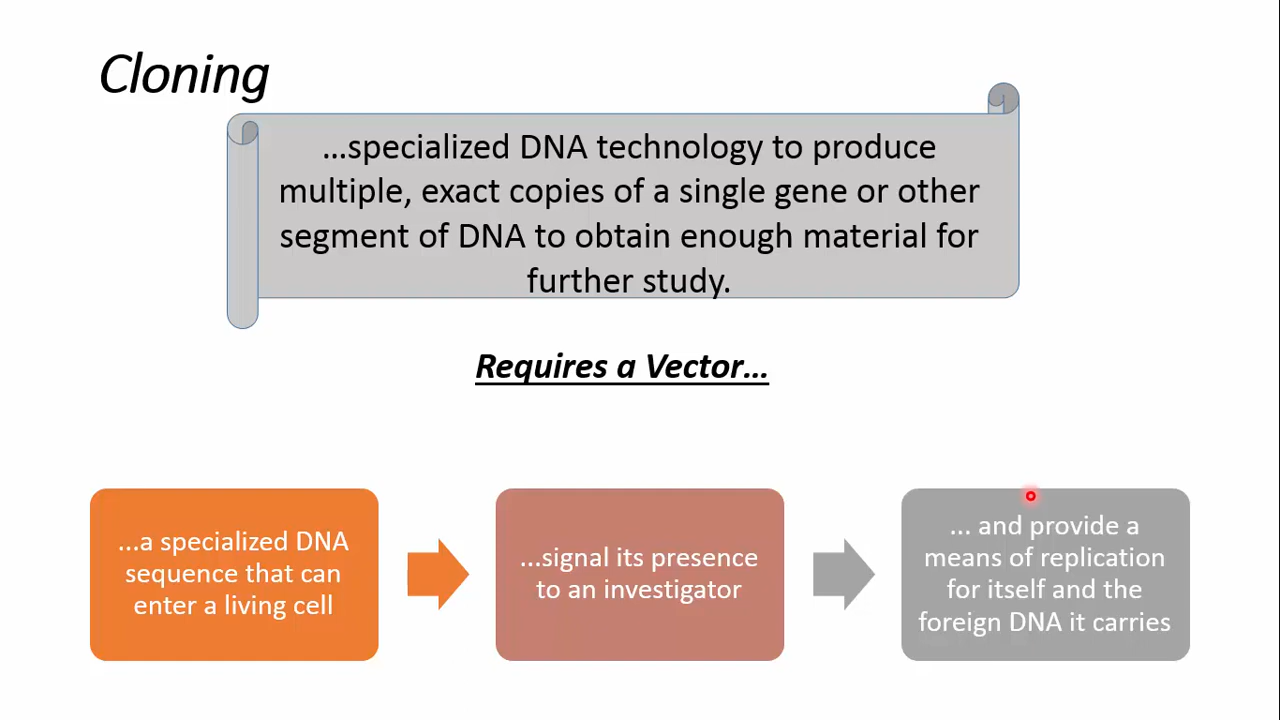 Cloning
...specialized DNA technology to produce
multiple, exact copies of a single gene or other
segment of DNA to obtain enough material for
further study.
Requires a Vector...
...a specialized DNA
sequence that can
enter a living cell
...signal its presence
to an investigator
... and provide a
means of replication
for itself and the
foreign DNA it carries